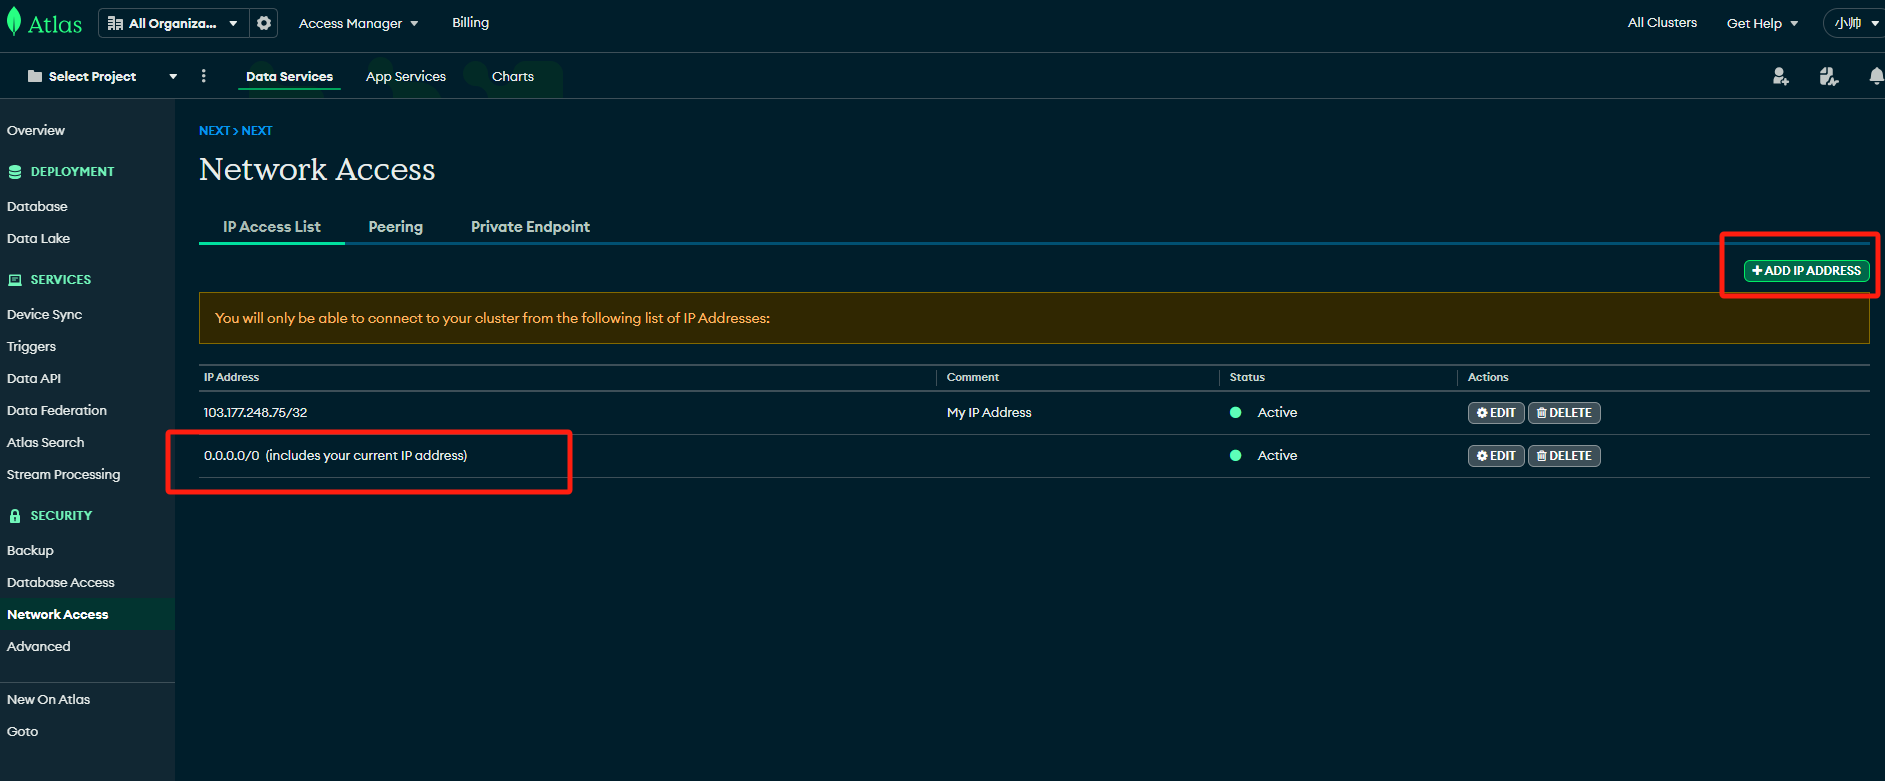 Atlas
All Organiza...
Access Manager
Billing
All Clusters
Get Help
小帅
Select Project
Data Services
App Services
Charts
Overview
DEPLOYMENT
Database
Data Lake
SERVICES
Device Sync
Triggers
Data API
Data Federation
Atlas Search
Stream Processing
SECURITY
Backup
Database Access
Network Access
Advanced
New On Atlas
Goto
NEXT > NEXT
Network Access
IP Access List
Peering
Private Endpoint
+ ADD IP ADDRESS
You will only be able to connect to your cluster from the following list of IP Addresses:
IP Address Comment Status Actions
103.177.248.75/32 My IP Address Active EDIT DELETE
0.0.0.0/0 (includes your current IP address) Active EDIT DELETE